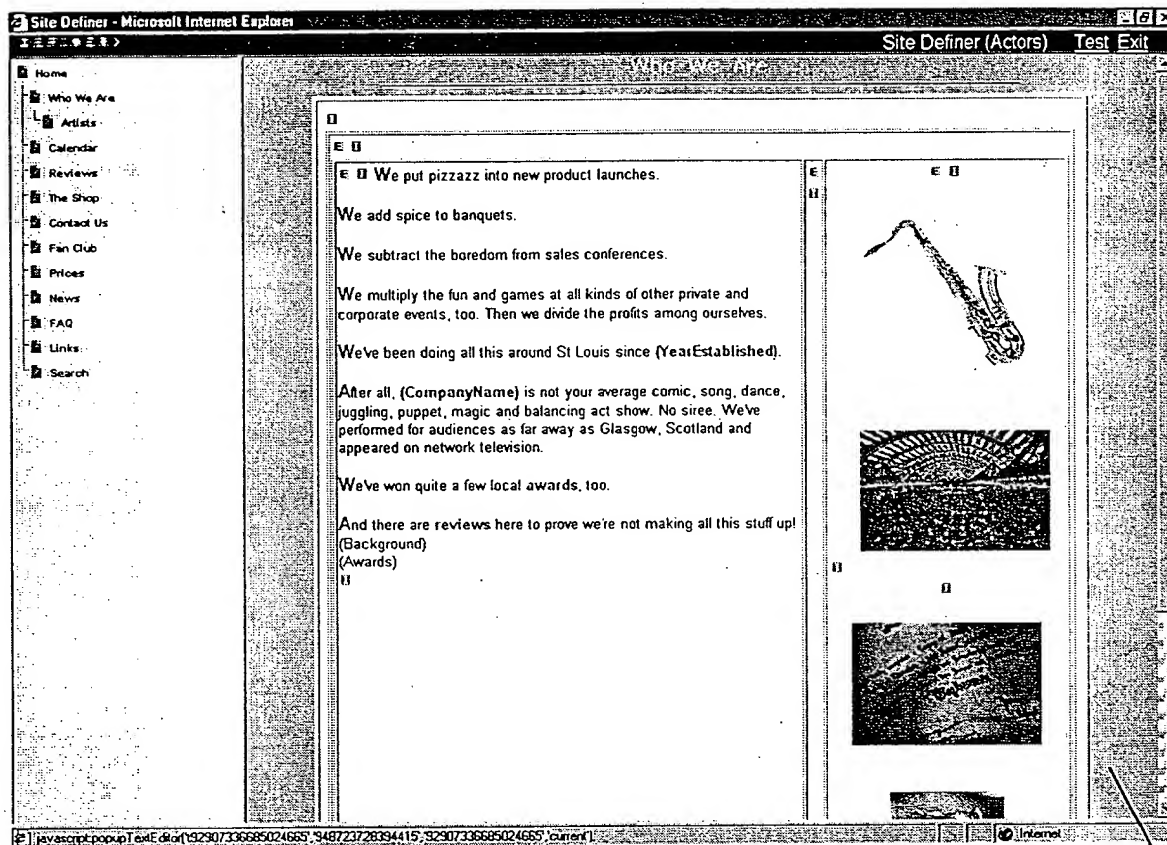 Site Definer - Microsoft Internet Explorer
Site Definer (Actors) Test Exit
Home
Who We Are
Artists
Calendar
Reviews
The Shop
Contact Us
Fan Club
Prices
News
FAQ
Links
Search
Who We Are
I
E I
E I We put pizzazz into new product launches.
We add spice to banquets.
We subtract the boredom from sales conferences.
We multiply the fun and games at all kinds of other private and
corporate events, too. Then we divide the profits among ourselves.
We've been doing all this around St Louis since (YearEstablished).
After all, (CompanyName) is not your average comic, song, dance,
juggling, puppet, magic and balancing act show. No siree. We've
performed for audiences as far away as Glasgow, Scotland and
appeared on network television.
We've won quite a few local awards, too.
And there are reviews here to prove we're not making all this stuff up!
(Background)
(Awards)
I
E
I
E I
I
I
javascript:popupTextEditor('t92907336685024665','948723728394415','92907336685024665','current')
Internet